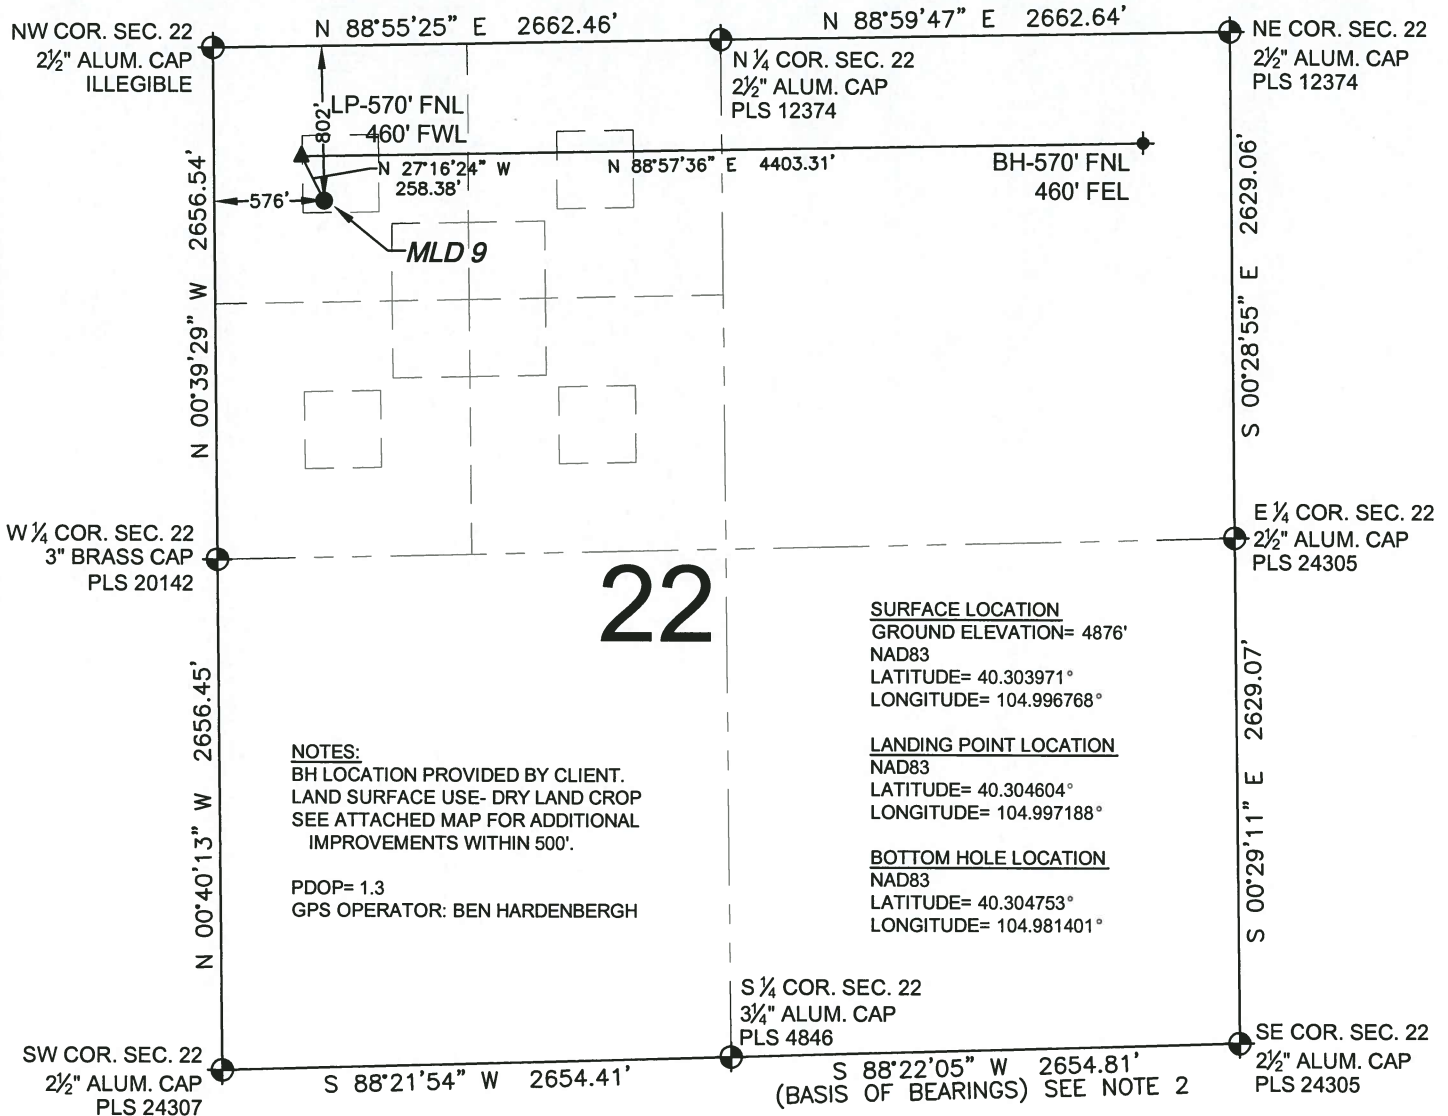 N 88°55'25" E 2662.46'
N 88°59'47" E 2662.64'
NW COR. SEC. 22
2½" ALUM. CAP
ILLEGIBLE
N ¼ COR. SEC. 22
2½" ALUM. CAP
PLS 12374
NE COR. SEC. 22
2½" ALUM. CAP
PLS 12374
802'
LP-570' FNL
460' FWL
N 27°16'24" W
258.38'
N 88°57'36" E 4403.31'
BH-570' FNL
460' FEL
576'
MLD 9
N 00°39'29" W 2656.54'
S 00°28'55" E 2629.06'
W ¼ COR. SEC. 22
3" BRASS CAP
PLS 20142
E ¼ COR. SEC. 22
2½" ALUM. CAP
PLS 24305
22
SURFACE LOCATION
GROUND ELEVATION= 4876'
NAD83
LATITUDE= 40.303971°
LONGITUDE= 104.996768°
LANDING POINT LOCATION
NAD83
LATITUDE= 40.304604°
LONGITUDE= 104.997188°
BOTTOM HOLE LOCATION
NAD83
LATITUDE= 40.304753°
LONGITUDE= 104.981401°
NOTES:
BH LOCATION PROVIDED BY CLIENT.
LAND SURFACE USE- DRY LAND CROP
SEE ATTACHED MAP FOR ADDITIONAL
IMPROVEMENTS WITHIN 500'.
PDOP= 1.3
GPS OPERATOR: BEN HARDENBERGH
N 00°40'13" W 2656.45'
S 00°29'11" E 2629.07'
S ¼ COR. SEC. 22
3¼" ALUM. CAP
PLS 4846
SW COR. SEC. 22
2½" ALUM. CAP
PLS 24307
S 88°21'54" W 2654.41'
S 88°22'05" W 2654.81'
(BASIS OF BEARINGS) SEE NOTE 2
SE COR. SEC. 22
2½" ALUM. CAP
PLS 24305